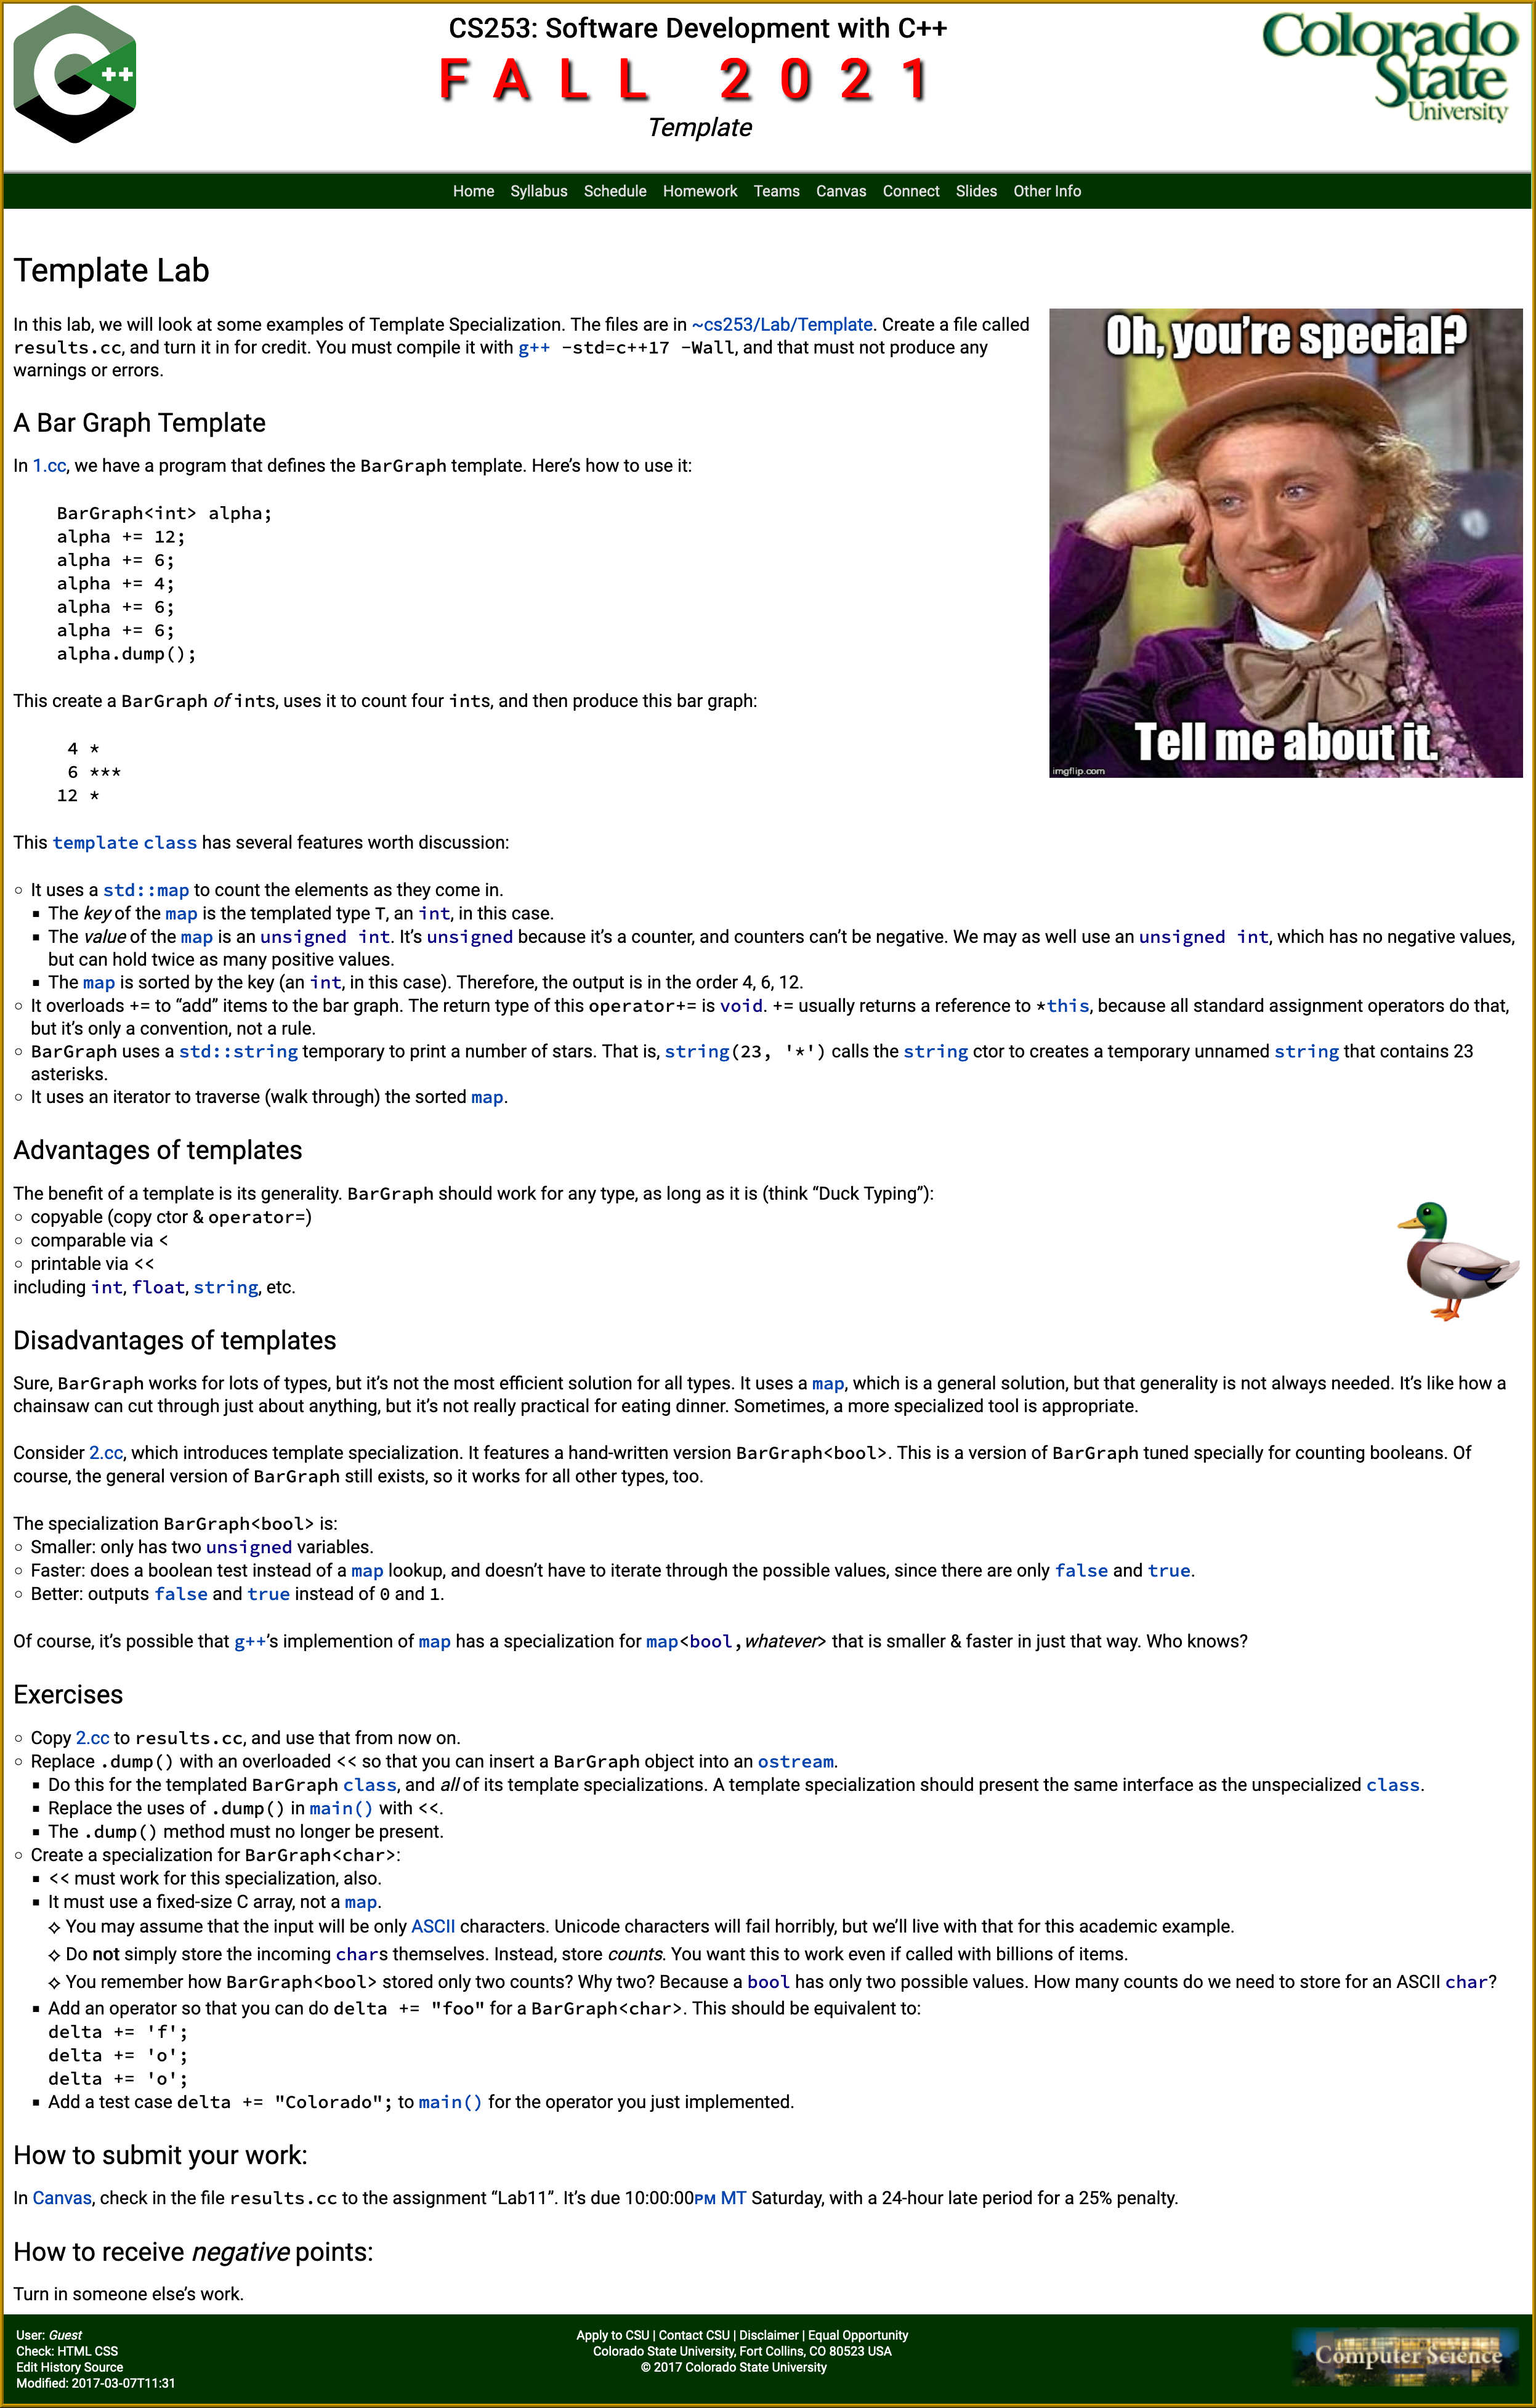 CS253: Software Development with C++
FALL 2021
Template
++
Colorado
State
University
Home Syllabus Schedule Homework Teams Canvas Connect Slides Other Info
Template Lab
In this lab, we will look at some examples of Template Specialization. The files are in ~cs253/Lab/Template. Create a file called
results.cc, and turn it in for credit. You must compile it with g++ -std=c++17 -Wall, and that must not produce any
warnings or errors.
Oh, you're special?
Tell me about it.
imgflip.com
A Bar Graph Template
In 1.cc, we have a program that defines the BarGraph template. Here’s how to use it:
BarGraph<int> alpha;
alpha += 12;
alpha += 6;
alpha += 4;
alpha += 6;
alpha += 6;
alpha.dump();
This create a BarGraph of ints, uses it to count four ints, and then produce this bar graph:
4 *
6 ***
12 *
This template class has several features worth discussion:
◦ It uses a std::map to count the elements as they come in.
▪ The key of the map is the templated type T, an int, in this case.
▪ The value of the map is an unsigned int. It’s unsigned because it’s a counter, and counters can’t be negative. We may as well use an unsigned int, which has no negative values,
but can hold twice as many positive values.
▪ The map is sorted by the key (an int, in this case). Therefore, the output is in the order 4, 6, 12.
◦ It overloads += to “add” items to the bar graph. The return type of this operator+= is void. += usually returns a reference to *this, because all standard assignment operators do that,
but it’s only a convention, not a rule.
◦ BarGraph uses a std::string temporary to print a number of stars. That is, string(23, '*') calls the string ctor to creates a temporary unnamed string that contains 23
asterisks.
◦ It uses an iterator to traverse (walk through) the sorted map.
Advantages of templates
The benefit of a template is its generality. BarGraph should work for any type, as long as it is (think “Duck Typing”):
◦ copyable (copy ctor & operator=)
◦ comparable via <
◦ printable via <<
including int, float, string, etc.
Disadvantages of templates
Sure, BarGraph works for lots of types, but it’s not the most efficient solution for all types. It uses a map, which is a general solution, but that generality is not always needed. It’s like how a
chainsaw can cut through just about anything, but it’s not really practical for eating dinner. Sometimes, a more specialized tool is appropriate.
Consider 2.cc, which introduces template specialization. It features a hand-written version BarGraph<bool>. This is a version of BarGraph tuned specially for counting booleans. Of
course, the general version of BarGraph still exists, so it works for all other types, too.
The specialization BarGraph<bool> is:
◦ Smaller: only has two unsigned variables.
◦ Faster: does a boolean test instead of a map lookup, and doesn’t have to iterate through the possible values, since there are only false and true.
◦ Better: outputs false and true instead of 0 and 1.
Of course, it’s possible that g++’s implemention of map has a specialization for map<bool,whatever> that is smaller & faster in just that way. Who knows?
Exercises
◦ Copy 2.cc to results.cc, and use that from now on.
◦ Replace .dump() with an overloaded << so that you can insert a BarGraph object into an ostream.
▪ Do this for the templated BarGraph class, and all of its template specializations. A template specialization should present the same interface as the unspecialized class.
▪ Replace the uses of .dump() in main() with <<.
▪ The .dump() method must no longer be present.
◦ Create a specialization for BarGraph<char>:
▪ << must work for this specialization, also.
▪ It must use a fixed-size C array, not a map.
⟡ You may assume that the input will be only ASCII characters. Unicode characters will fail horribly, but we’ll live with that for this academic example.
⟡ Do not simply store the incoming chars themselves. Instead, store counts. You want this to work even if called with billions of items.
⟡ You remember how BarGraph<bool> stored only two counts? Why two? Because a bool has only two possible values. How many counts do we need to store for an ASCII char?
▪ Add an operator so that you can do delta += "foo" for a BarGraph<char>. This should be equivalent to:
delta += 'f';
delta += 'o';
delta += 'o';
▪ Add a test case delta += "Colorado"; to main() for the operator you just implemented.
How to submit your work:
In Canvas, check in the file results.cc to the assignment “Lab11”. It’s due 10:00:00PM MT Saturday, with a 24-hour late period for a 25% penalty.
How to receive negative points:
Turn in someone else’s work.
User: Guest
Check: HTML CSS
Edit History Source
Modified: 2017-03-07T11:31
Apply to CSU | Contact CSU | Disclaimer | Equal Opportunity
Colorado State University, Fort Collins, CO 80523 USA
© 2017 Colorado State University
Computer Science